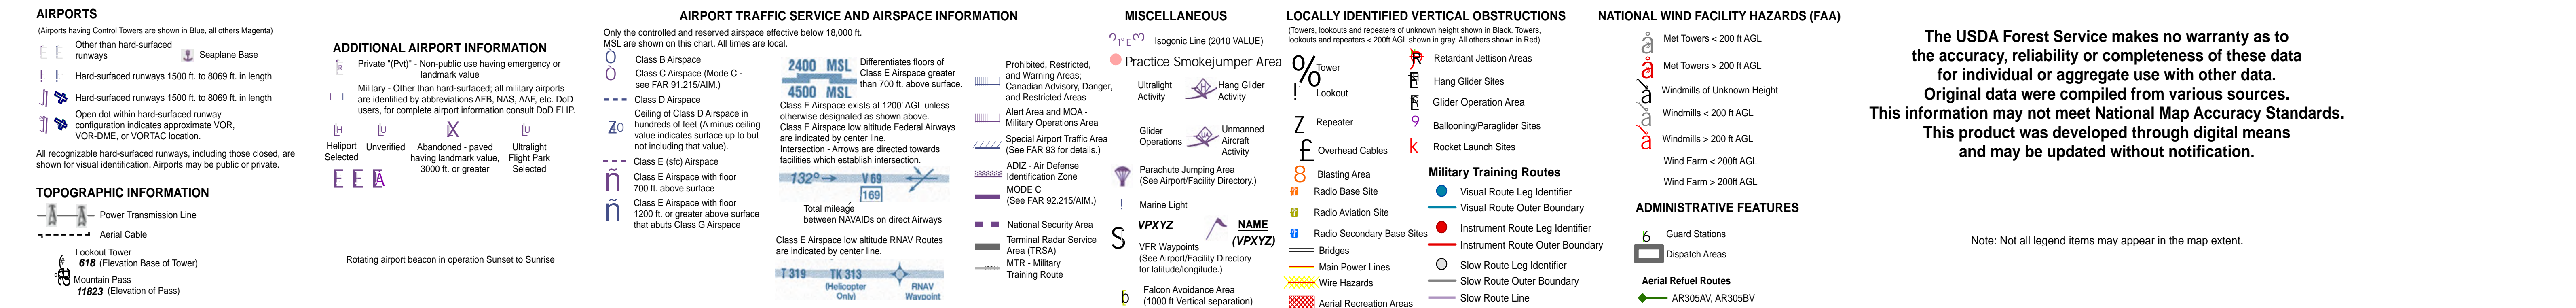 AIRPORTS
(Airports having Control Towers are shown in Blue, all others Magenta)
Other than hard-surfaced
runways
Seaplane Base
Hard-surfaced runways 1500 ft. to 8069 ft. in length
Hard-surfaced runways 1500 ft. to 8069 ft. in length
Open dot within hard-surfaced runway
configuration indicates approximate VOR,
VOR-DME, or VORTAC location.
All recognizable hard-surfaced runways, including those closed, are
shown for visual identification. Airports may be public or private.
TOPOGRAPHIC INFORMATION
Power Transmission Line
Aerial Cable
Lookout Tower
618 (Elevation Base of Tower)
Mountain Pass
11823 (Elevation of Pass)
ADDITIONAL AIRPORT INFORMATION
Private "(Pvt)" - Non-public use having emergency or
landmark value
Military - Other than hard-surfaced; all military airports
are identified by abbreviations AFB, NAS, AAF, etc. DoD
users, for complete airport information consult DoD FLIP.
Heliport
Selected
Unverified
Abandoned - paved
having landmark value,
3000 ft. or greater
Ultralight
Flight Park
Selected
Rotating airport beacon in operation Sunset to Sunrise
AIRPORT TRAFFIC SERVICE AND AIRSPACE INFORMATION
Only the controlled and reserved airspace effective below 18,000 ft.
MSL are shown on this chart. All times are local.
Class B Airspace
Class C Airspace (Mode C -
see FAR 91.215/AIM.)
Class D Airspace
Ceiling of Class D Airspace in
hundreds of feet (A minus ceiling
value indicates surface up to but
not including that value).
Class E (sfc) Airspace
Class E Airspace with floor
700 ft. above surface
Class E Airspace with floor
1200 ft. or greater above surface
that abuts Class G Airspace
2400 MSL
4500 MSL
Differentiates floors of
Class E Airspace greater
than 700 ft. above surface.
Class E Airspace exists at 1200' AGL unless
otherwise designated as shown above.
Class E Airspace low altitude Federal Airways
are indicated by center line.
Intersection - Arrows are directed towards
facilities which establish intersection.
132° V 69
169
Total mileage
between NAVAIDs on direct Airways
Class E Airspace low altitude RNAV Routes
are indicated by center line.
T 319 TK 313
(Helicopter
Only)
RNAV
Waypoint
Prohibited, Restricted,
and Warning Areas;
Canadian Advisory, Danger,
and Restricted Areas
Alert Area and MOA -
Military Operations Area
Special Airport Traffic Area
(See FAR 93 for details.)
ADIZ - Air Defense
Identification Zone
MODE C
(See FAR 92.215/AIM.)
National Security Area
Terminal Radar Service
Area (TRSA)
MTR - Military
Training Route
MISCELLANEOUS
Isogonic Line (2010 VALUE)
Practice Smokejumper Area
Ultralight
Activity
Hang Glider
Activity
Glider
Operations
Unmanned
Aircraft
Activity
Parachute Jumping Area
(See Airport/Facility Directory.)
Marine Light
VPXYZ
NAME
(VPXYZ)
VFR Waypoints
(See Airport/Facility Directory
for latitude/longitude.)
Falcon Avoidance Area
(1000 ft Vertical separation)
LOCALLY IDENTIFIED VERTICAL OBSTRUCTIONS
(Towers, lookouts and repeaters of unknown height shown in Black. Towers,
lookouts and repeaters < 200ft AGL shown in gray. All others shown in Red)
Tower
Lookout
Repeater
Overhead Cables
Blasting Area
Radio Base Site
Radio Aviation Site
Radio Secondary Base Sites
Bridges
Main Power Lines
Wire Hazards
Aerial Recreation Areas
Retardant Jettison Areas
Hang Glider Sites
Glider Operation Area
Ballooning/Paraglider Sites
Rocket Launch Sites
Military Training Routes
Visual Route Leg Identifier
Visual Route Outer Boundary
Instrument Route Leg Identifier
Instrument Route Outer Boundary
Slow Route Leg Identifier
Slow Route Outer Boundary
Slow Route Line
NATIONAL WIND FACILITY HAZARDS (FAA)
Met Towers < 200 ft AGL
Met Towers > 200 ft AGL
Windmills of Unknown Height
Windmills < 200 ft AGL
Windmills > 200 ft AGL
Wind Farm < 200ft AGL
Wind Farm > 200ft AGL
ADMINISTRATIVE FEATURES
Guard Stations
Dispatch Areas
Aerial Refuel Routes
AR305AV, AR305BV
The USDA Forest Service makes no warranty as to
the accuracy, reliability or completeness of these data
for individual or aggregate use with other data.
Original data were compiled from various sources.
This information may not meet National Map Accuracy Standards.
This product was developed through digital means
and may be updated without notification.
Note: Not all legend items may appear in the map extent.